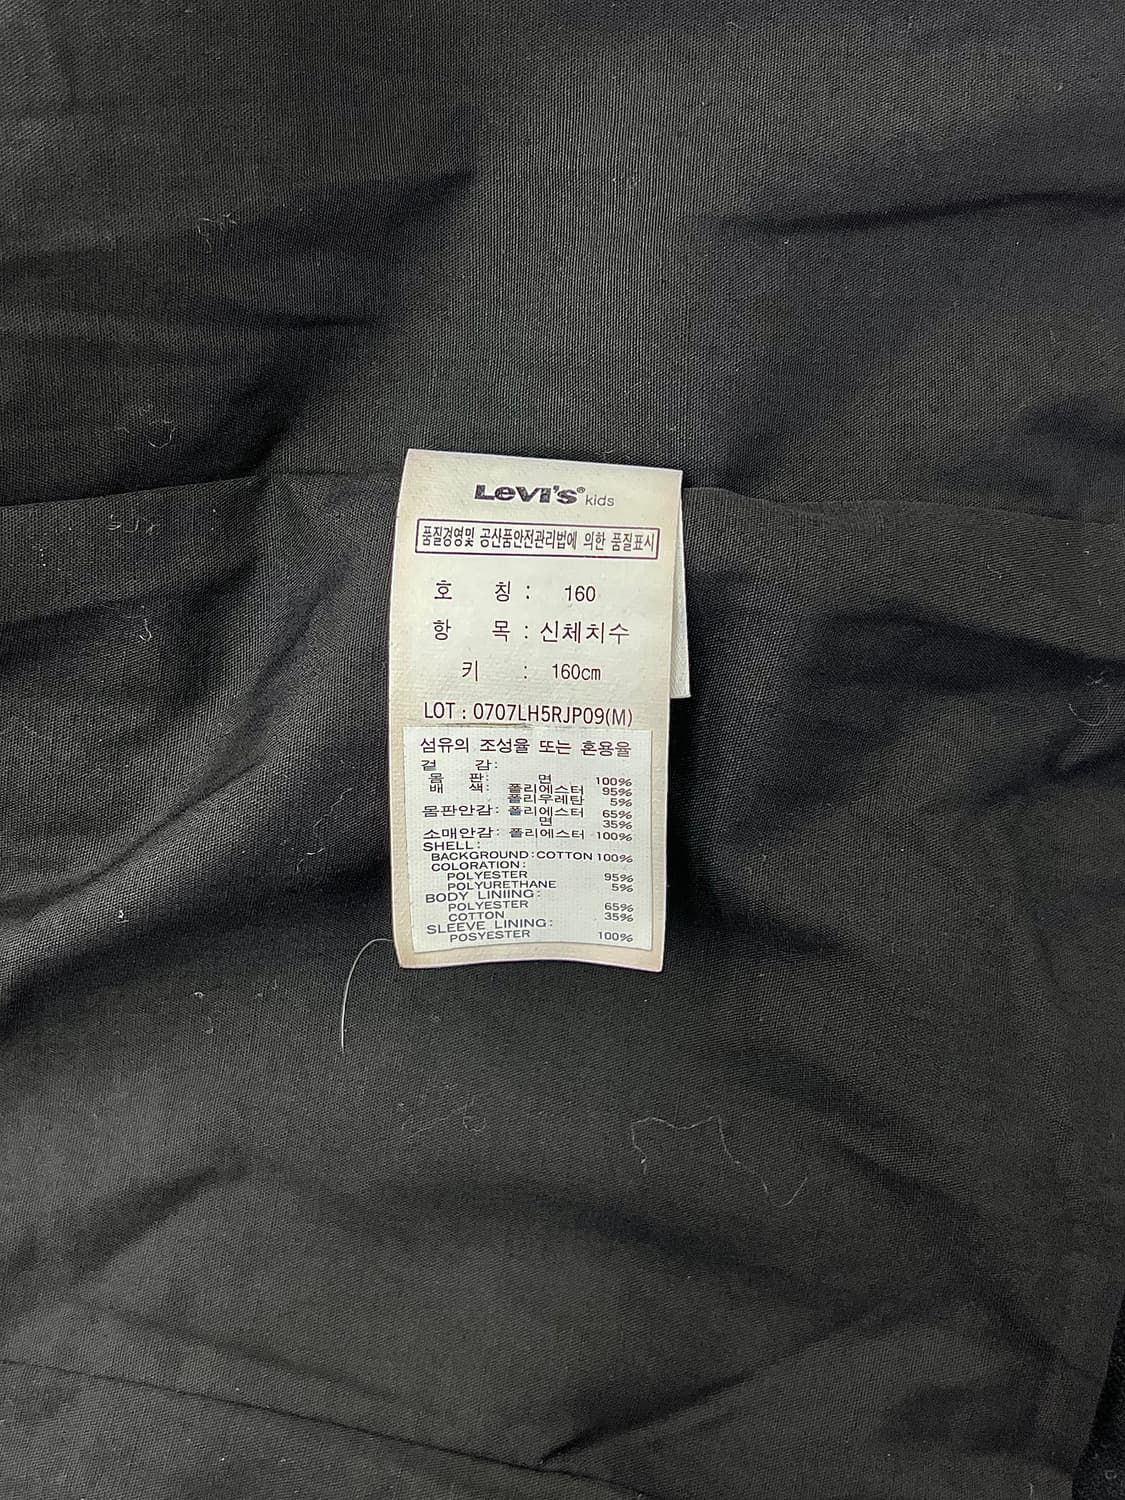 Levi's® kids
품질경영및 공산품안전관리법에 의한 품질표시
호 칭 : 160
항 목 : 신체치수
키 : 160cm
LOT : 0707LH5RJP09(M)
섬유의 조성율 또는 혼용율
겉 감:
몸 판: 면 100%
배 색: 폴리에스터 95%
폴리우레탄 5%
몸판안감: 폴리에스터 65%
면 35%
소매안감: 폴리에스터 100%
SHELL:
BACKGROUND:COTTON 100%
COLORATION:
POLYESTER 95%
POLYURETHANE 5%
BODY LINIING:
POLYESTER 65%
COTTON 35%
SLEEVE LINING:
POSYESTER 100%